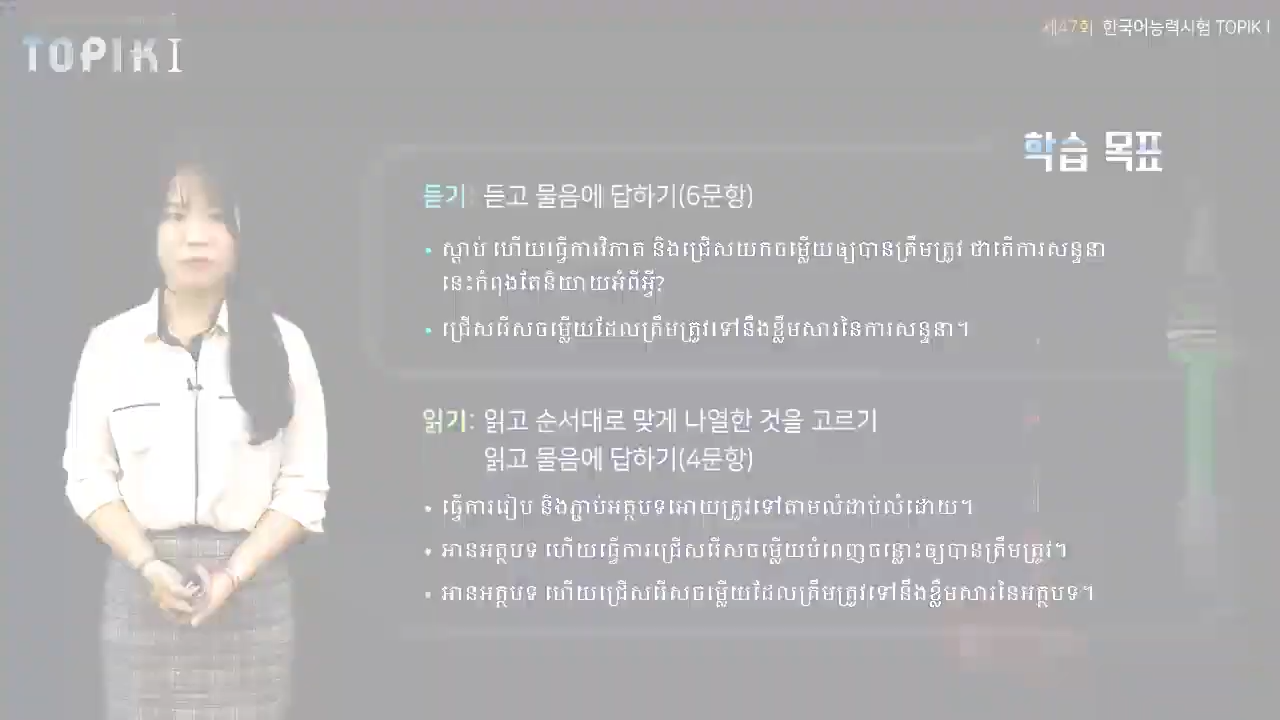 TOPIK I
제47회 한국어능력시험 TOPIK I
학습 목표
듣기: 듣고 물음에 답하기(6문항)
• ស្តាប់ ហើយធ្វើការវិភាគ និងជ្រើសយកចម្លើយឲ្យបានត្រឹមត្រូវ ថាតើការសន្ទនា
នេះកំពុងតែនិយាយអំពីអ្វី?
• ជ្រើសរើសចម្លើយដែលត្រឹមត្រូវទៅនឹងខ្លឹមសារនៃការសន្ទនា។
읽기: 읽고 순서대로 맞게 나열한 것을 고르기
읽고 물음에 답하기(4문항)
• ធ្វើការរៀប និងភ្ជាប់អត្ថបទអោយត្រូវទៅតាមលំដាប់លំដោយ។
• អានអត្ថបទ ហើយធ្វើការជ្រើសរើសចម្លើយបំពេញចន្លោះឲ្យបានត្រឹមត្រូវ។
• អានអត្ថបទ ហើយជ្រើសរើសចម្លើយដែលត្រឹមត្រូវទៅនឹងខ្លឹមសារនៃអត្ថបទ។